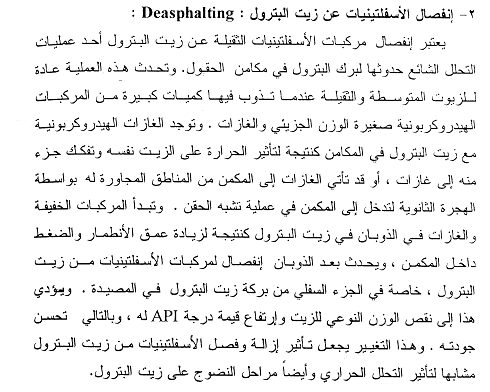 ٢- إنفصال الأسفلتينيات عن زيت البترول : Deasphalting :
يعتبر إنفصال مركبات الأسفلتينيات الثقيلة عن زيت البترول أحد عمليات
التحلل الشائع حدوثها لبرك البترول في مكامن الحقول. وتحدث هذه العملية عادة
للزيوت المتوسطة والثقيلة عندما تذوب فيها كميات كبيرة من المركبات
الهيدروكربونية صغيرة الوزن الجزيئي والغازات . وتوجد الغازات الهيدروكربونية
مع زيت البترول في المكامن كنتيجة لتأثير الحرارة على الزيت نفسه وتفكك جزء
منه إلى غازات ، أو قد تأتي الغازات إلى المكمن من المناطق المجاورة له بواسطة
الهجرة الثانوية لتدخل إلى المكمن في عملية تشبه الحقن . وتبدأ المركبات الخفيفة
والغازات في الذوبان في زيت البترول كنتيجة لزيادة عمق الأنطمار والضغط
داخل المكمن ، ويحدث بعد الذوبان إنفصال لمركبات الأسفلتينيات من زيت
البترول ، خاصة في الجزء السفلي من بركة زيت البترول في المصيدة . ويؤدي
هذا إلى نقص الوزن النوعي للزيت وإرتفاع قيمة درجة API له ، وبالتالي تحسن
جودته . وهذا التغيير يجعل تأثير إزالة وفصل الأسفلتينيات من زيت البترول
مشابها لتأثير التحلل الحراري وأيضاً مراحل النضوج على زيت البترول.